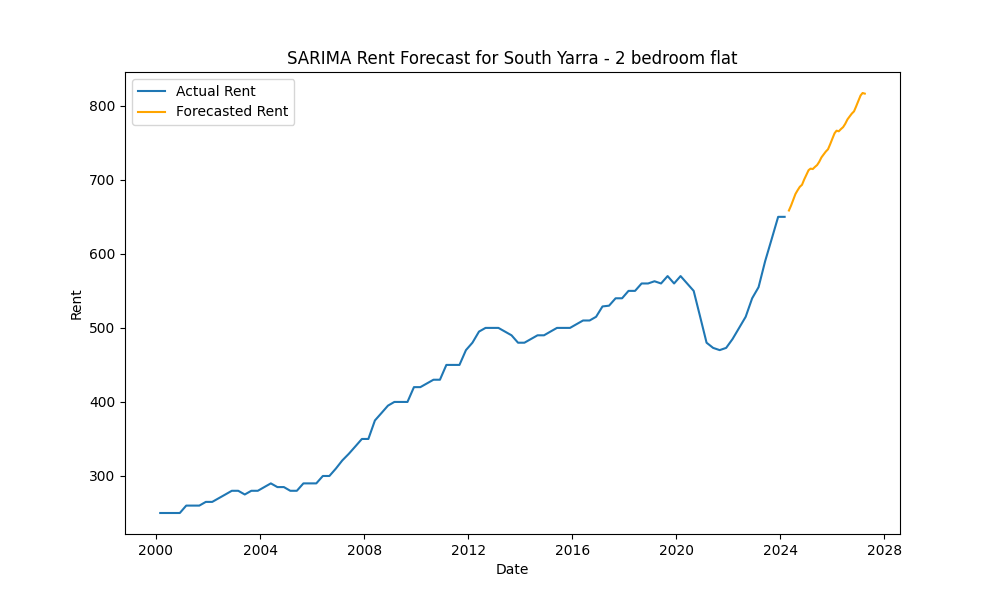 SARIMA Rent Forecast for South Yarra - 2 bedroom flat
Actual Rent
Forecasted Rent
800
700
600
500
400
300
Rent
2000 2004 2008 2012 2016 2020 2024 2028
Date